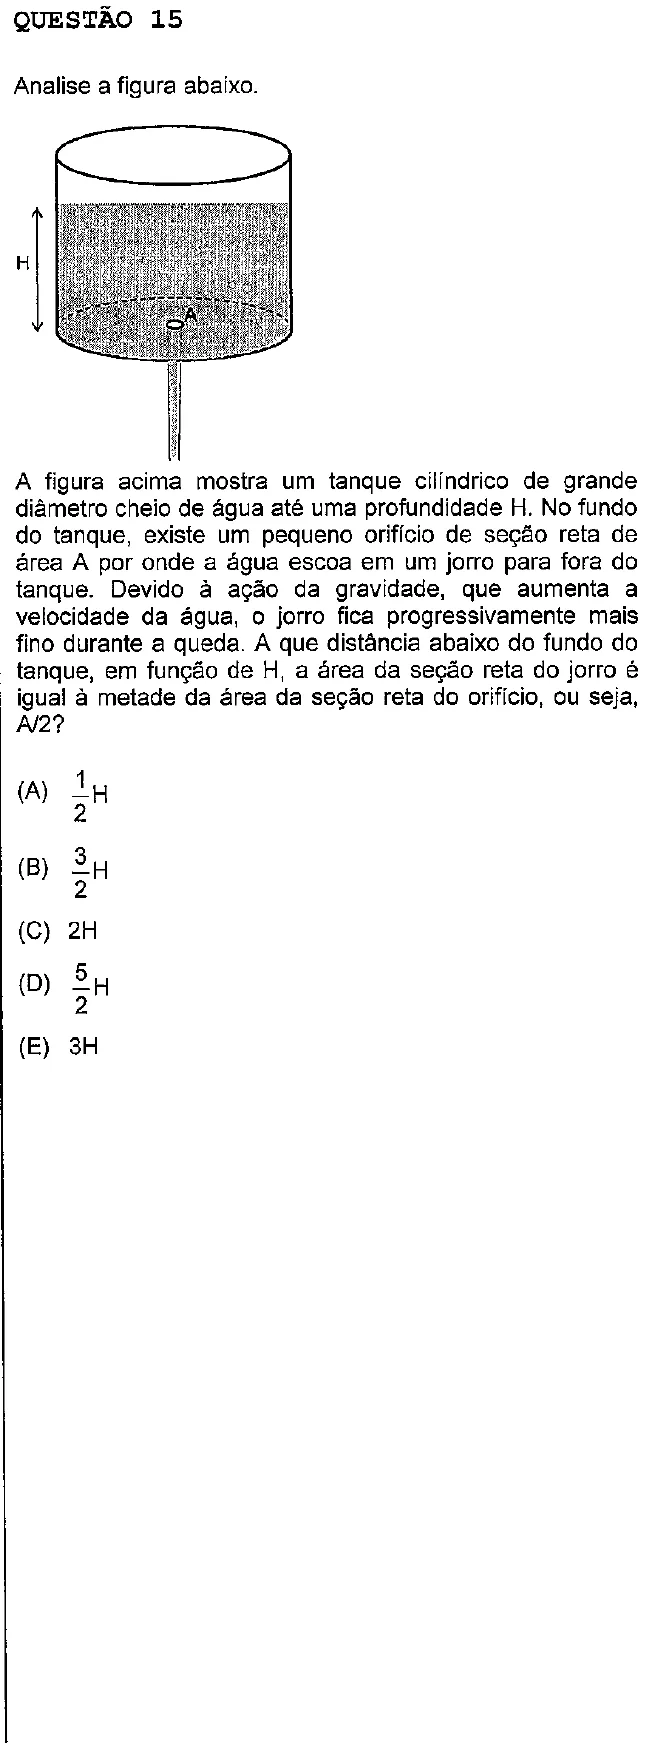 QUESTÃO 15
Analise a figura abaixo.
H
A
A figura acima mostra um tanque cilíndrico de grande
diâmetro cheio de água até uma profundidade H. No fundo
do tanque, existe um pequeno orifício de seção reta de
área A por onde a água escoa em um jorro para fora do
tanque. Devido à ação da gravidade, que aumenta a
velocidade da água, o jorro fica progressivamente mais
fino durante a queda. A que distância abaixo do fundo do
tanque, em função de H, a área da seção reta do jorro é
igual à metade da área da seção reta do orifício, ou seja,
A/2?
(A) 1/2 H
(B) 3/2 H
(C) 2H
(D) 5/2 H
(E) 3H